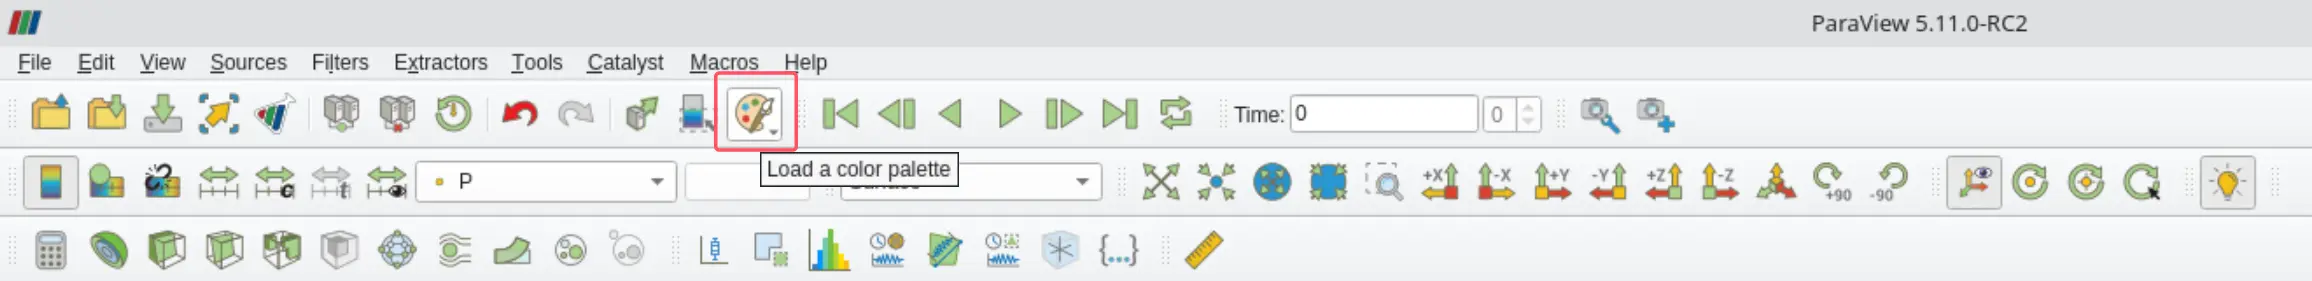 ParaView 5.11.0-RC2
File Edit View Sources Filters Extractors Tools Catalyst Macros Help
Time: 0 0
Load a color palette
P
+X -X +Y -Y +Z -Z +90 -90
c t
{...}